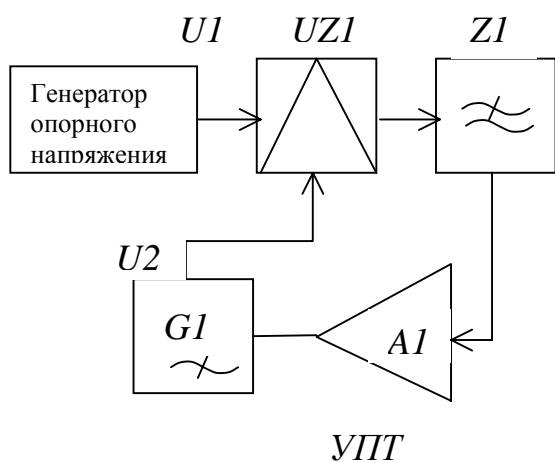 U1
UZ1
Z1
Генератор
опорного
напряжения
U2
G1
A1
УПТ